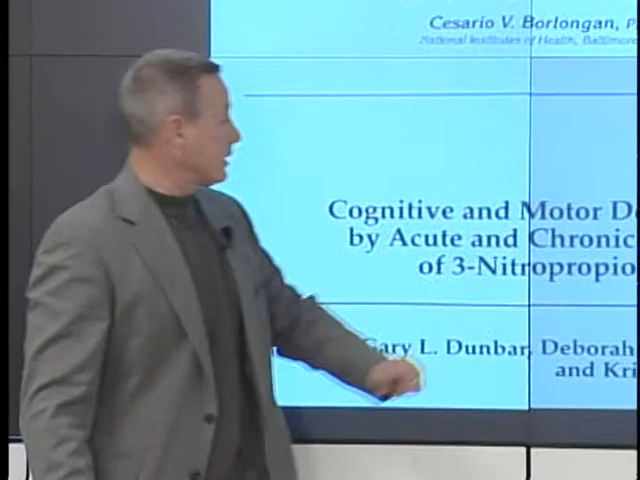 Cesario V. Borlongan, P
National Institutes of Health, Baltimore
Cognitive and Motor D
by Acute and Chronic
of 3-Nitropropio
Gary L. Dunbar, Deborah
and Kri